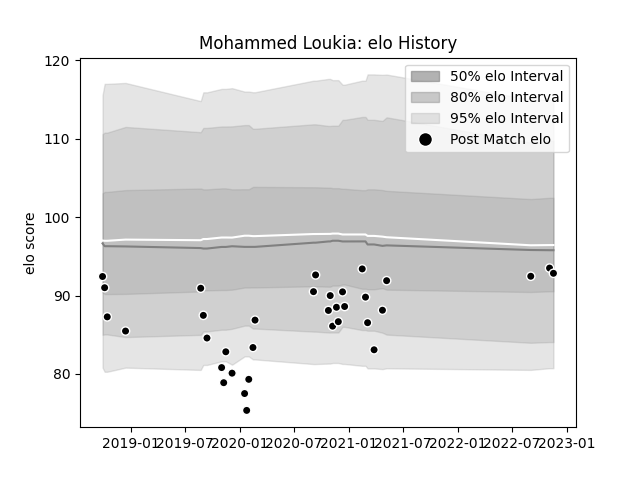 Mohammed Loukia: elo History
120
110
100
90
80
elo score
50% elo Interval
80% elo Interval
95% elo Interval
Post Match elo
2019-01 2019-07 2020-01 2020-07 2021-01 2021-07 2022-01 2022-07 2023-01